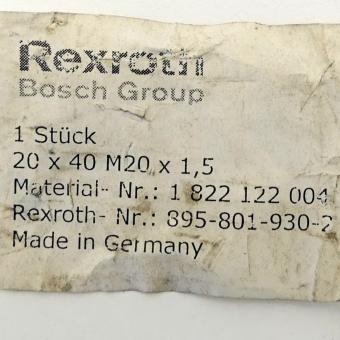 Rexroth
Bosch Group
1 Stück
20 x 40 M20 x 1,5
Material- Nr.: 1 822 122 004
Rexroth- Nr.: 895-801-930-2
Made in Germany